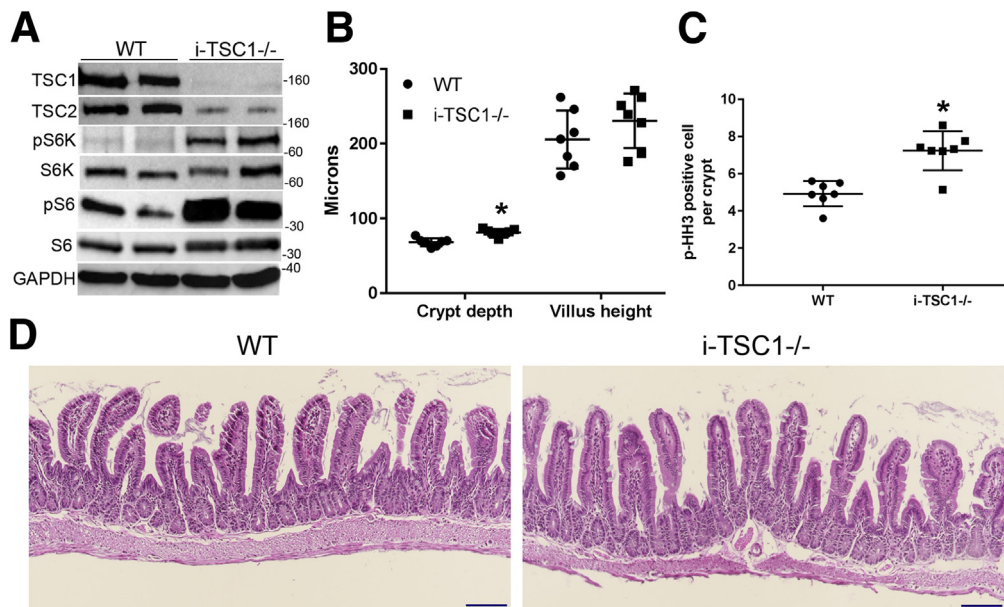 A
WT i-TSC1-/-
TSC1 -160
TSC2
-160
pS6K
-60
S6K
-60
pS6
-30
S6
-30
GAPDH -40
B
Microns
300
200
100
0
WT
i-TSC1-/-
*
Crypt depth Villus height
C
p-HH3 positive cell
per crypt
10
8
6
4
2
0
*
WT i-TSC1-/-
D
WT i-TSC1-/-